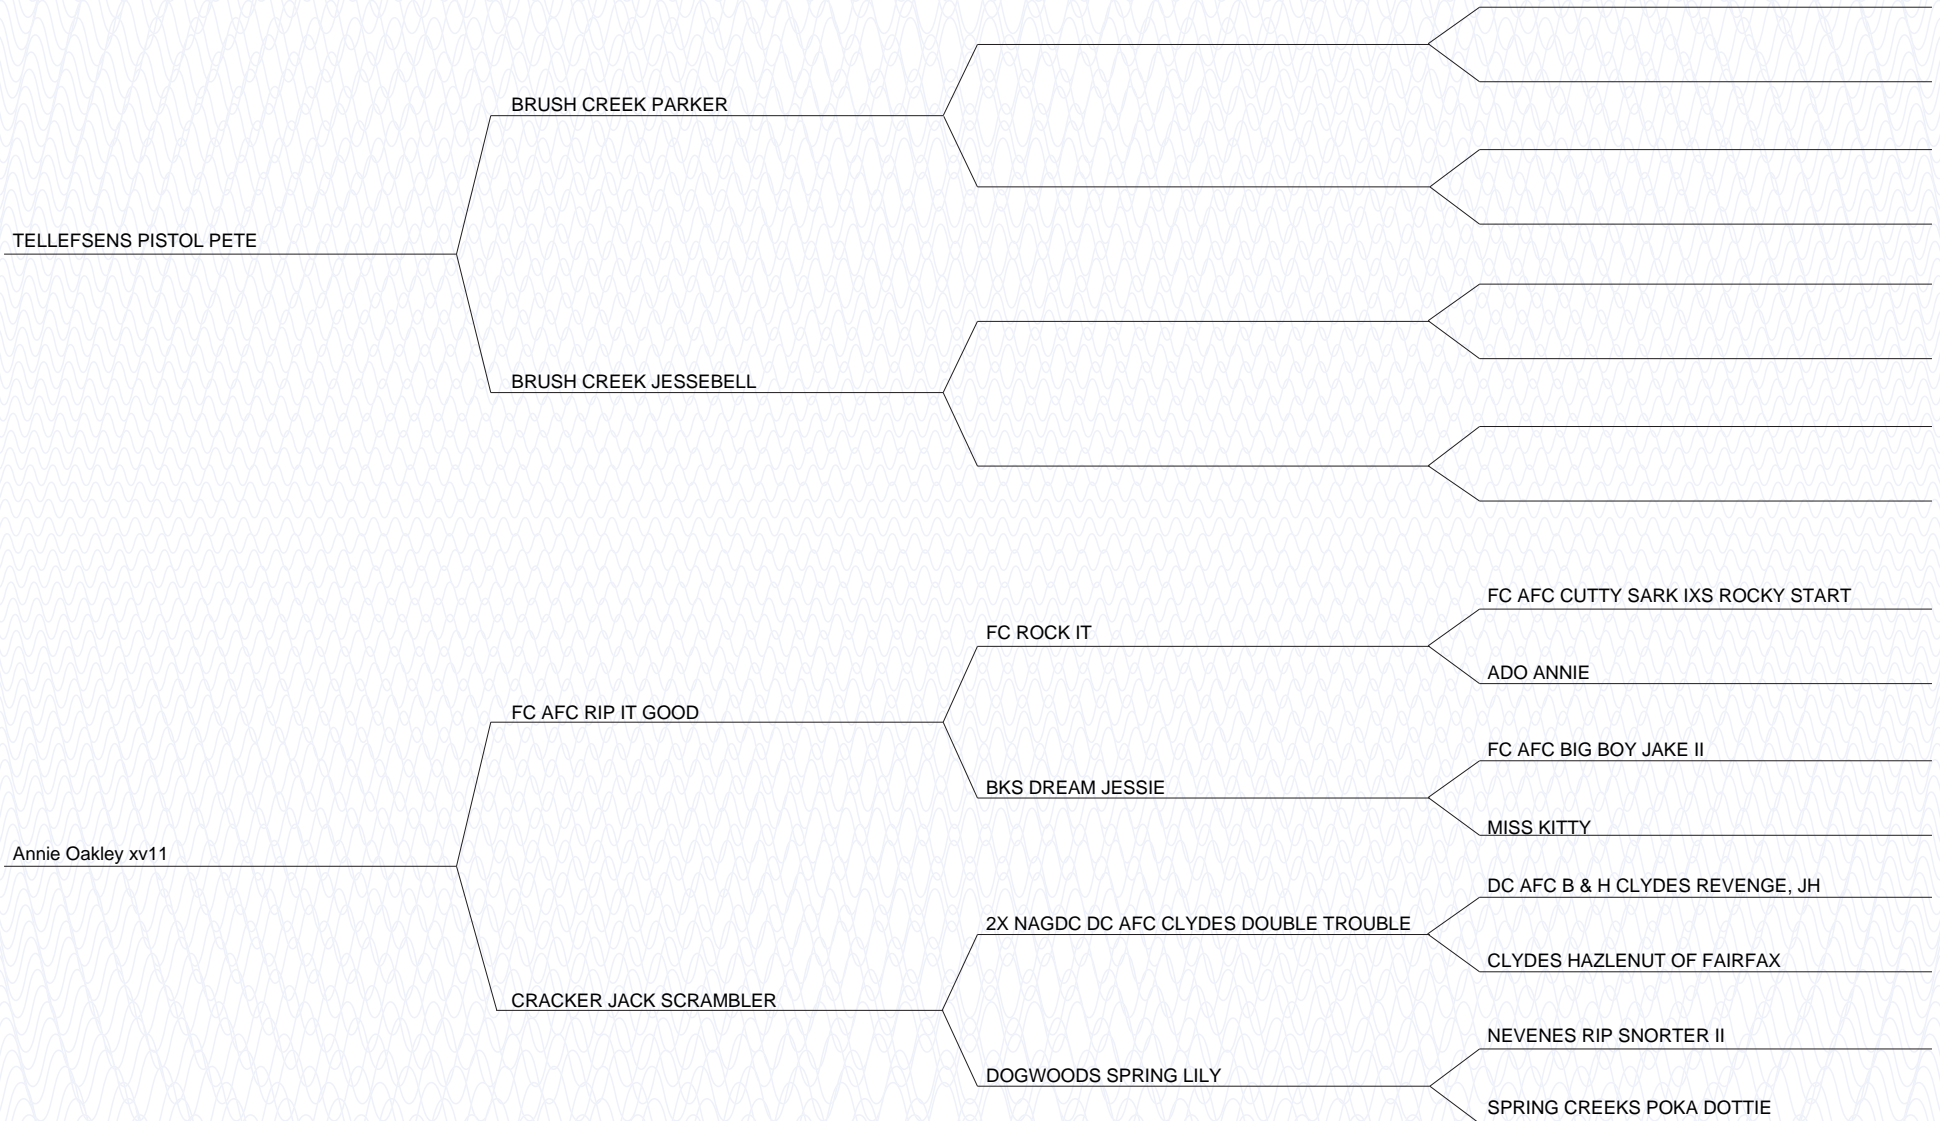 BRUSH CREEK PARKER
TELLEFSENS PISTOL PETE
BRUSH CREEK JESSEBELL
FC AFC CUTTY SARK IXS ROCKY START
FC ROCK IT
ADO ANNIE
FC AFC RIP IT GOOD
FC AFC BIG BOY JAKE II
BKS DREAM JESSIE
MISS KITTY
Annie Oakley xv11
DC AFC B & H CLYDES REVENGE, JH
2X NAGDC DC AFC CLYDES DOUBLE TROUBLE
CLYDES HAZLENUT OF FAIRFAX
CRACKER JACK SCRAMBLER
NEVENES RIP SNORTER II
DOGWOODS SPRING LILY
SPRING CREEKS POKA DOTTIE